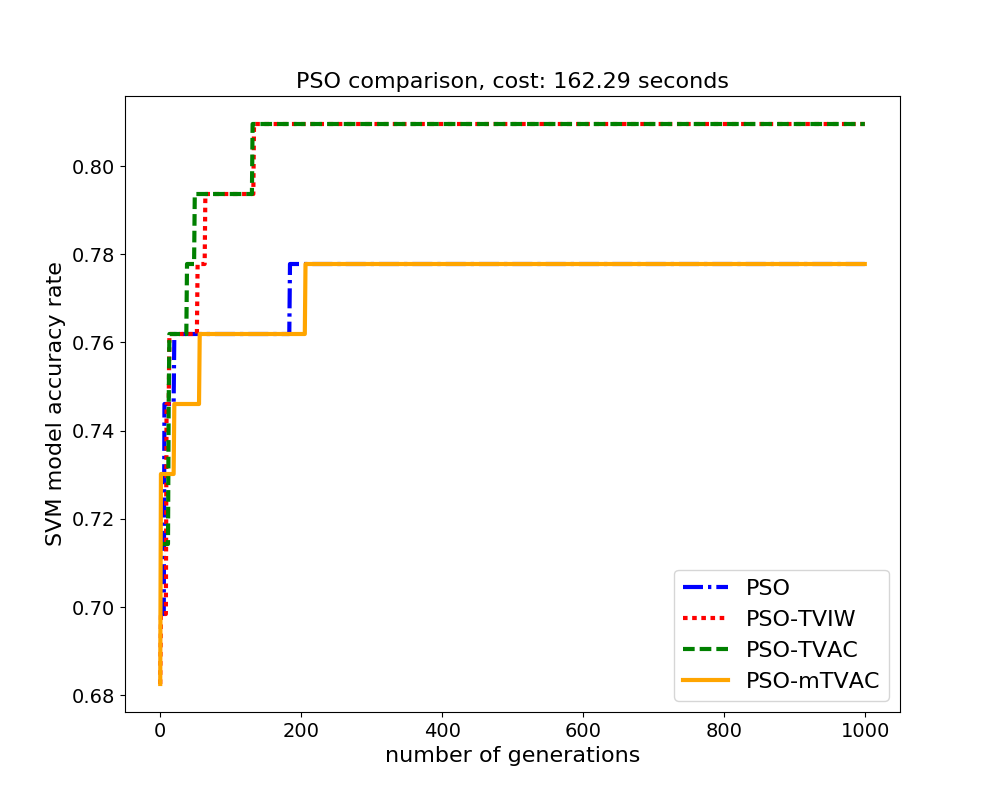 PSO comparison, cost: 162.29 seconds
SVM model accuracy rate
0.80
0.78
0.76
0.74
0.72
0.70
0.68
0 200 400 600 800 1000
number of generations
PSO
PSO-TVIW
PSO-TVAC
PSO-mTVAC